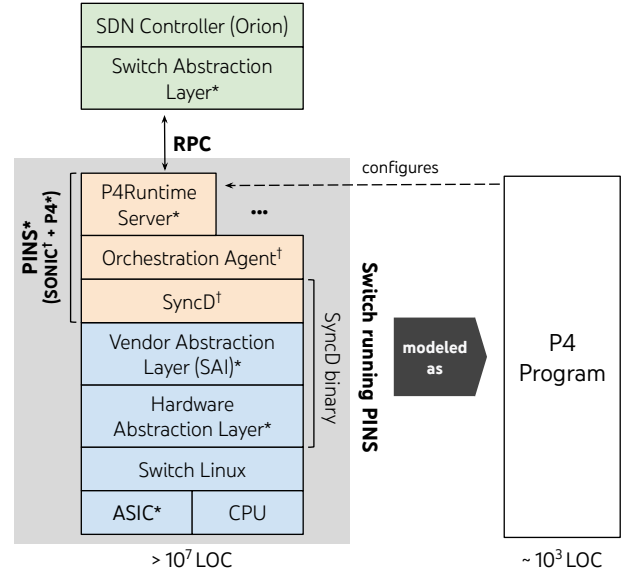 SDN Controller (Orion)
Switch Abstraction
Layer*
RPC
configures
P4Runtime
Server*
...
PINS*
(SONIC† + P4*)
Orchestration Agent†
SyncD†
Vendor Abstraction
Layer (SAI)*
Hardware
Abstraction Layer*
SyncD binary
Switch running PINS
modeled
as
P4
Program
Switch Linux
ASIC*
CPU
> 10⁷ LOC
~ 10³ LOC